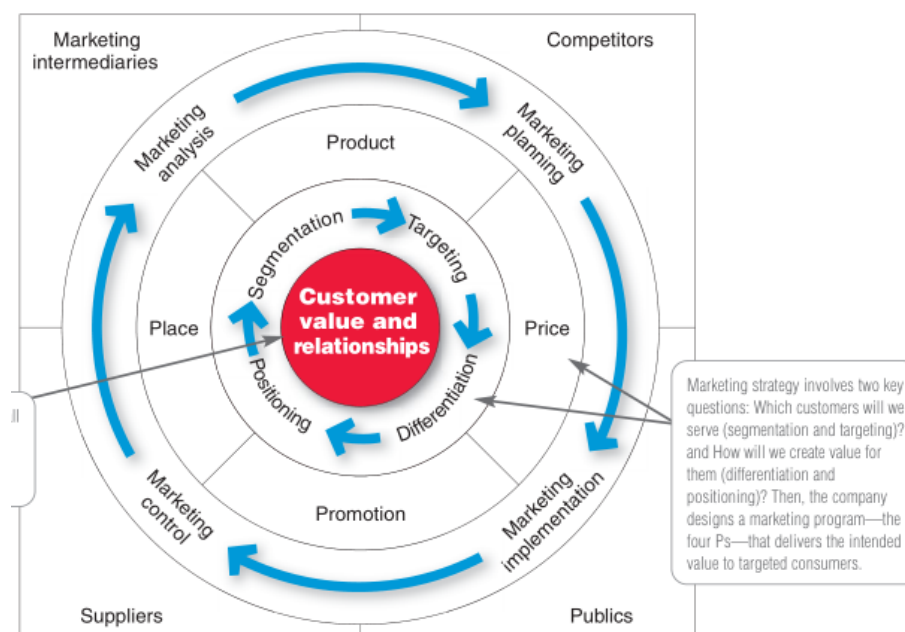 Marketing
intermediaries
Competitors
Marketing
analysis
Marketing
planning
Product
Segmentation
Targeting
Customer
value and
relationships
Place
Price
Positioning
Differentiation
Marketing strategy involves two key
questions: Which customers will we
serve (segmentation and targeting)?
and How will we create value for
them (differentiation and
positioning)? Then, the company
designs a marketing program—the
four Ps—that delivers the intended
value to targeted consumers.
Marketing
control
Promotion
Marketing
implementation
Suppliers
Publics